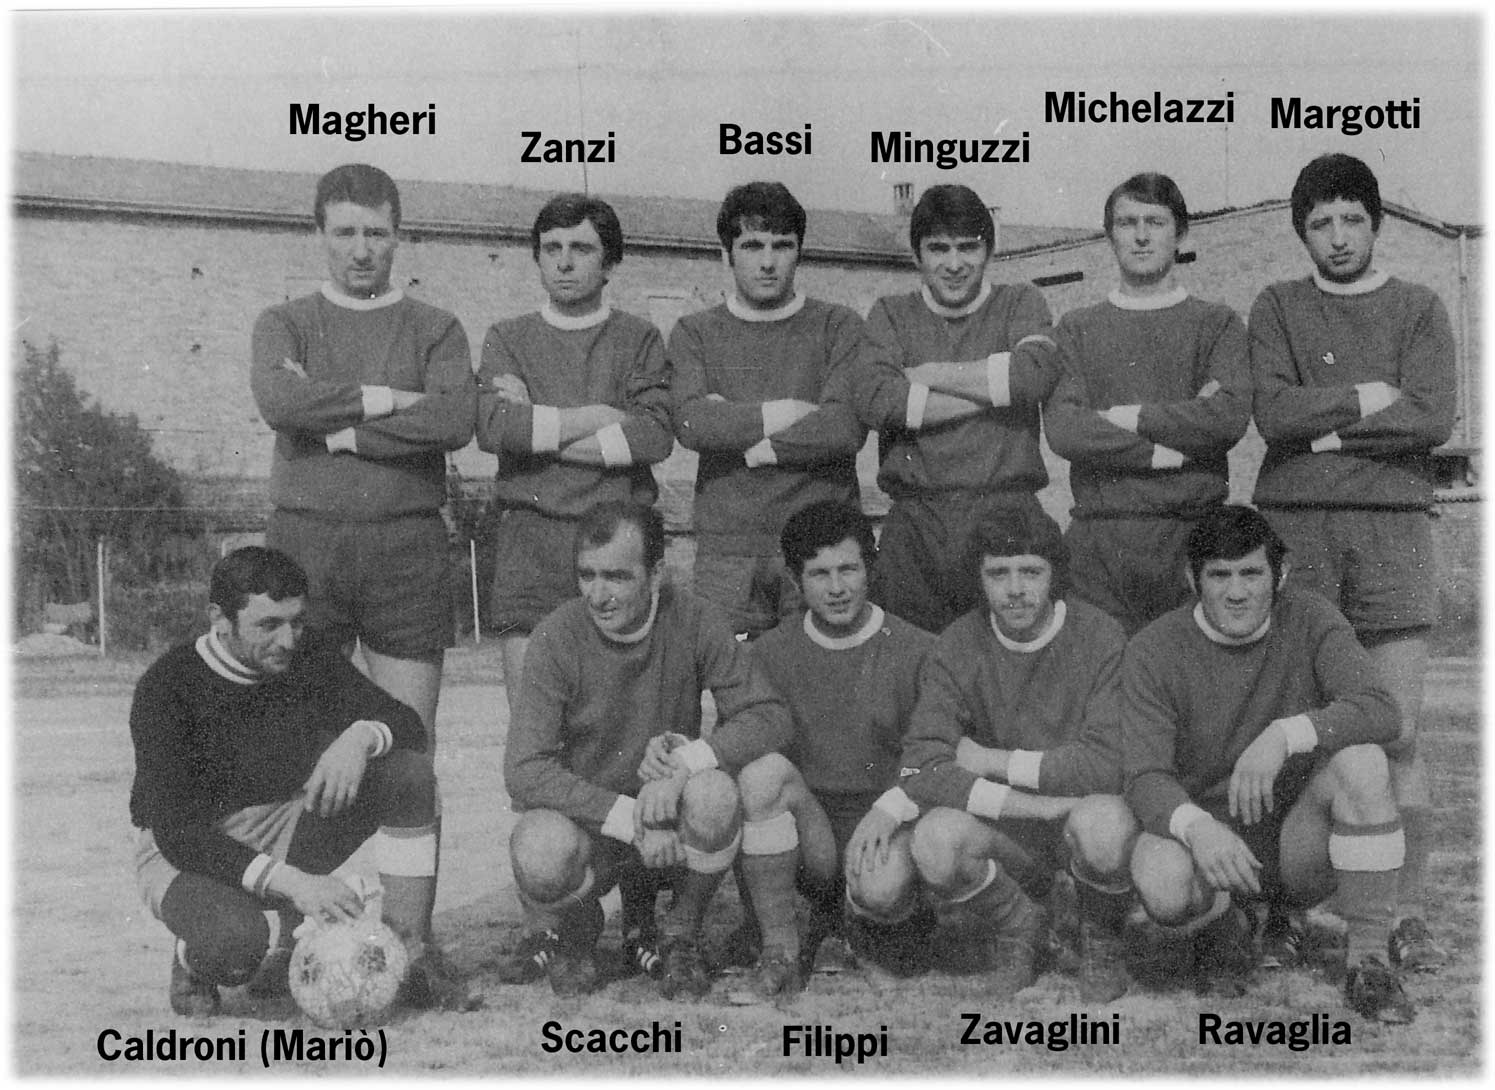 Magheri
Zanzi
Bassi
Minguzzi
Michelazzi
Margotti
Caldroni (Mariò)
Scacchi
Filippi
Zavaglini
Ravaglia